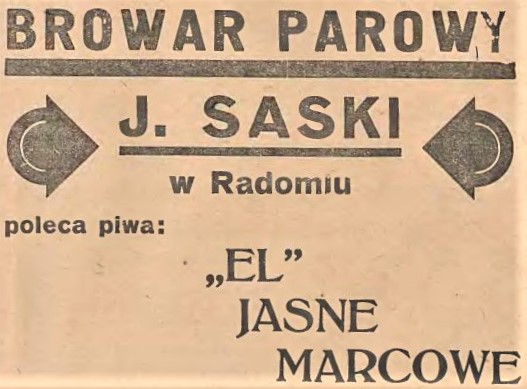 BROWAR PAROWY
J. SASKI
w Radomiu
poleca piwa:
„EL”
JASNE
MARCOWE